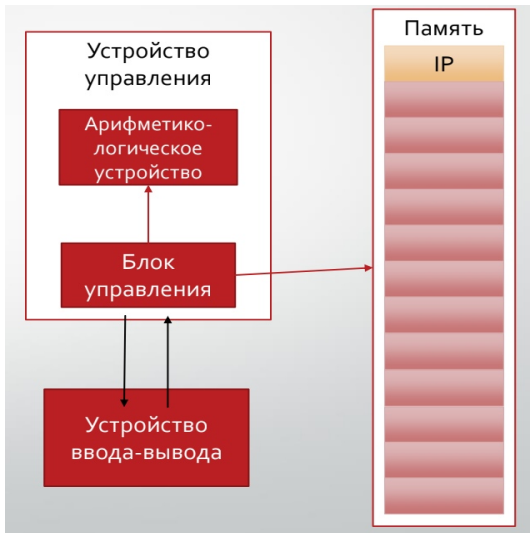 Устройство
управления
Арифметико-
логическое
устройство
Блок
управления
Устройство
ввода-вывода
Память
IP